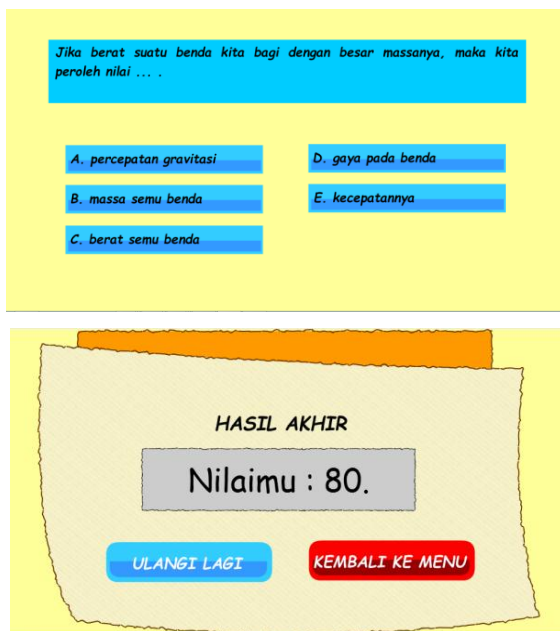 Jika berat suatu benda kita bagi dengan besar massanya, maka kita
peroleh nilai ... .
A. percepatan gravitasi
B. massa semu benda
C. berat semu benda
D. gaya pada benda
E. kecepatannya
HASIL AKHIR
Nilaimu : 80.
ULANGI LAGI
KEMBALI KE MENU